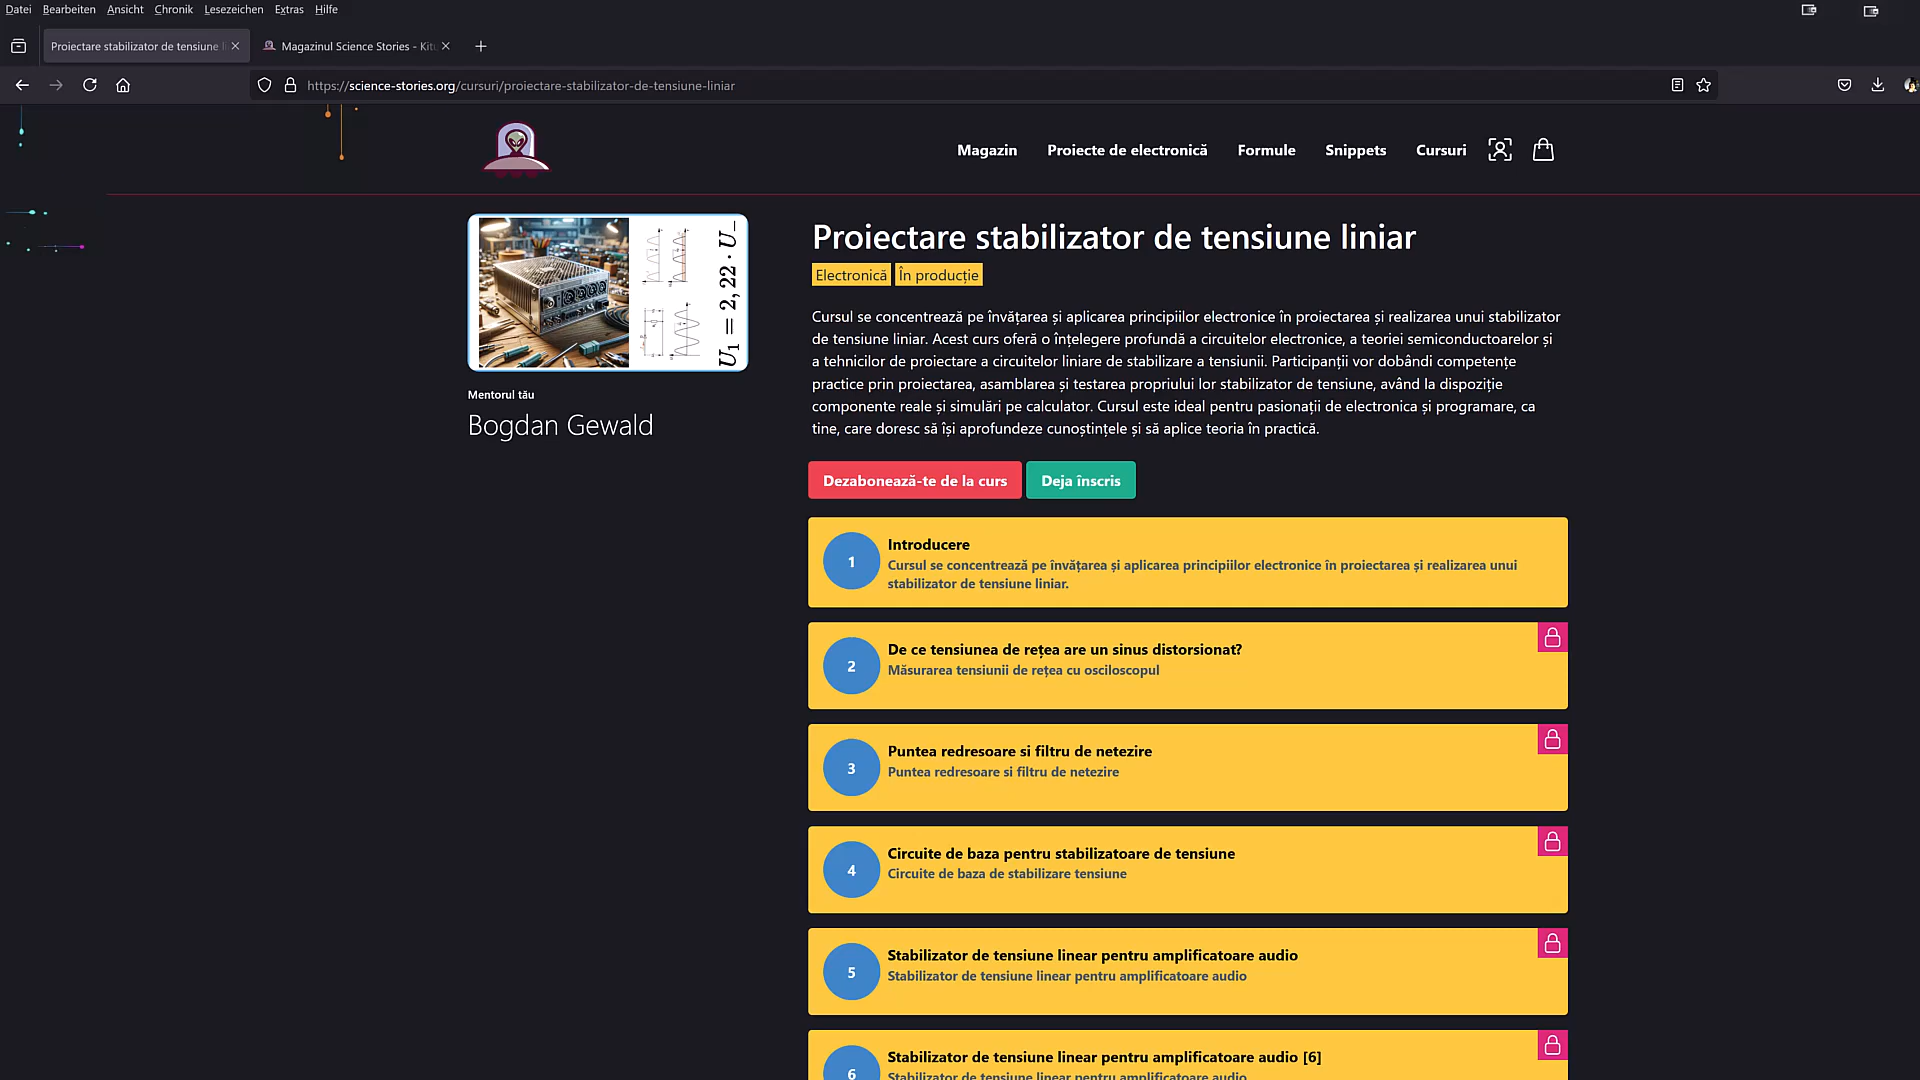 Datei Bearbeiten Ansicht Chronik Lesezeichen Extras Hilfe
Proiectare stabilizator de tensiune
Magazinul Science Stories - Kitu
https://science-stories.org/cursuri/proiectare-stabilizator-de-tensiune-liniar
Magazin Proiecte de electronică Formule Snippets Cursuri
U₁ = 2,22 · U_
Mentorul tău
Bogdan Gewald
Proiectare stabilizator de tensiune liniar
Electronică În producție
Cursul se concentrează pe învățarea și aplicarea principiilor electronice în proiectarea și realizarea unui stabilizator
de tensiune liniar. Acest curs oferă o înțelegere profundă a circuitelor electronice, a teoriei semiconductoarelor și
a tehnicilor de proiectare a circuitelor liniare de stabilizare a tensiunii. Participanții vor dobândi competențe
practice prin proiectarea, asamblarea și testarea propriului lor stabilizator de tensiune, având la dispoziție
componente reale și simulări pe calculator. Cursul este ideal pentru pasionații de electronica și programare, ca
tine, care doresc să își aprofundeze cunoștințele și să aplice teoria în practică.
Dezabonează-te de la curs Deja înscris
1
Introducere
Cursul se concentrează pe învățarea și aplicarea principiilor electronice în proiectarea și realizarea unui
stabilizator de tensiune liniar.
2
De ce tensiunea de rețea are un sinus distorsionat?
Măsurarea tensiunii de rețea cu osciloscopul
3
Puntea redresoare si filtru de netezire
Puntea redresoare si filtru de netezire
4
Circuite de baza pentru stabilizatoare de tensiune
Circuite de baza de stabilizare tensiune
5
Stabilizator de tensiune linear pentru amplificatoare audio
Stabilizator de tensiune linear pentru amplificatoare audio
6
Stabilizator de tensiune linear pentru amplificatoare audio [6]
Stabilizator de tensiune linear pentru amplificatoare audio